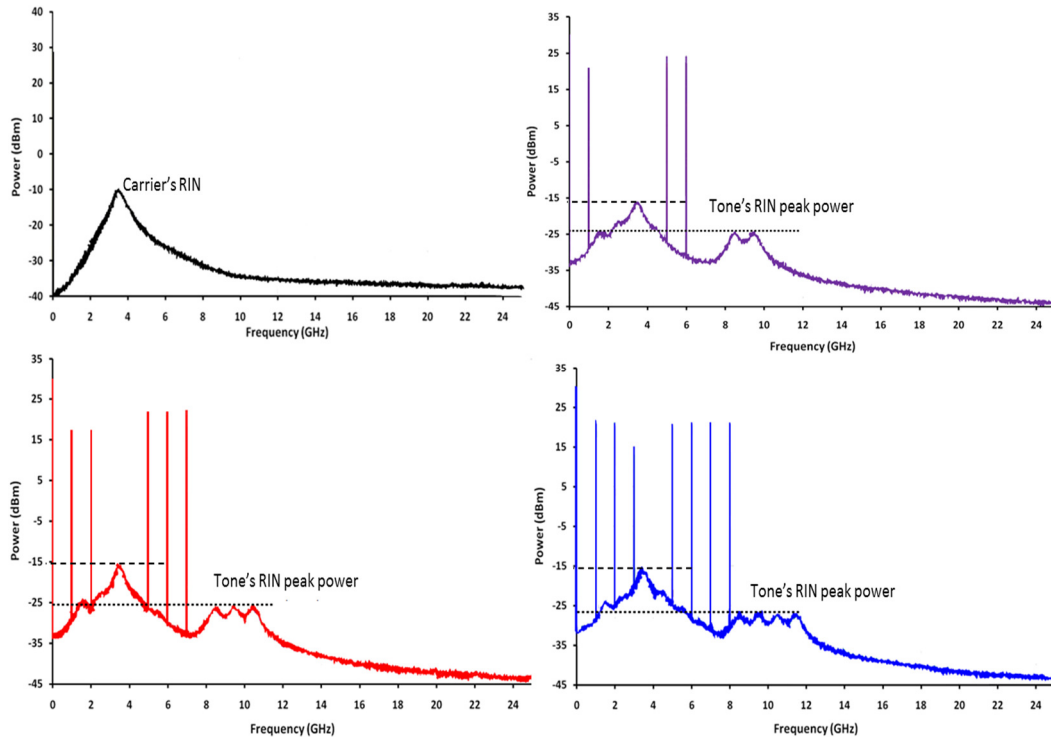 40
30
20
10
0
-10
-20
-30
-40
Power (dBm)
Carrier's RIN
0 2 4 6 8 10 12 14 16 18 20 22 24
Frequency (GHz)
35
25
15
5
-5
-15
-25
-35
-45
Power (dBm)
Tone's RIN peak power
0 2 4 6 8 10 12 14 16 18 20 22 24
Frequency (GHz)
35
25
15
5
-5
-15
-25
-35
-45
Power (dBm)
Tone's RIN peak power
0 2 4 6 8 10 12 14 16 18 20 22 24
Frequency (GHz)
35
25
15
5
-5
-15
-25
-35
-45
Power (dBm)
Tone's RIN peak power
0 2 4 6 8 10 12 14 16 18 20 22 24
Frequency (GHz)